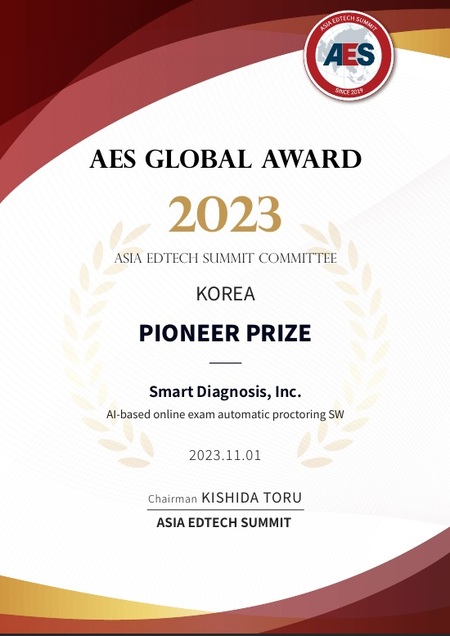 ASIA EDTECH SUMMIT
AES
SINCE 2019
AES GLOBAL AWARD
2023
ASIA EDTECH SUMMIT COMMITTEE
KOREA
PIONEER PRIZE
Smart Diagnosis, Inc.
AI-based online exam automatic proctoring SW
2023.11.01
Chairman KISHIDA TORU
ASIA EDTECH SUMMIT